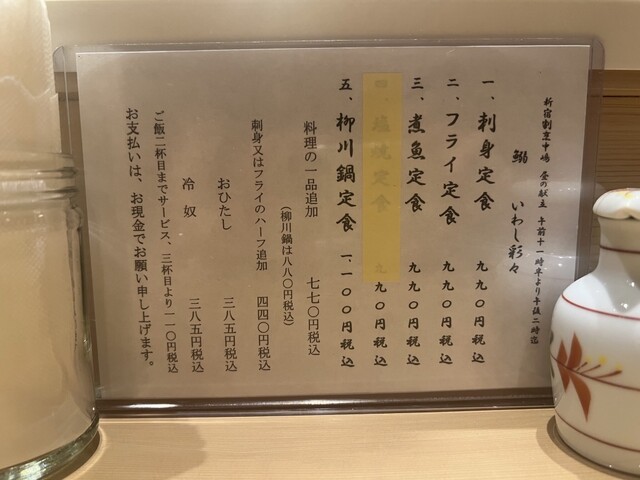 新宿割烹中嶋 昼の献立 午前十一時半より午後二時迄
鰯 いわし彩々
一、刺身定食 九九〇円税込
二、フライ定食 九九〇円税込
三、煮魚定食 九九〇円税込
四、塩焼定食 九九〇円税込
五、柳川鍋定食 一、一〇〇円税込
料理の一品追加 七七〇円税込
(柳川鍋は八八〇円税込)
刺身又はフライのハーフ追加 四四〇円税込
おひたし 三八五円税込
冷奴 三八五円税込
ご飯二杯目までサービス、三杯目より一一〇円税込
お支払いは、お現金でお願い申し上げます。